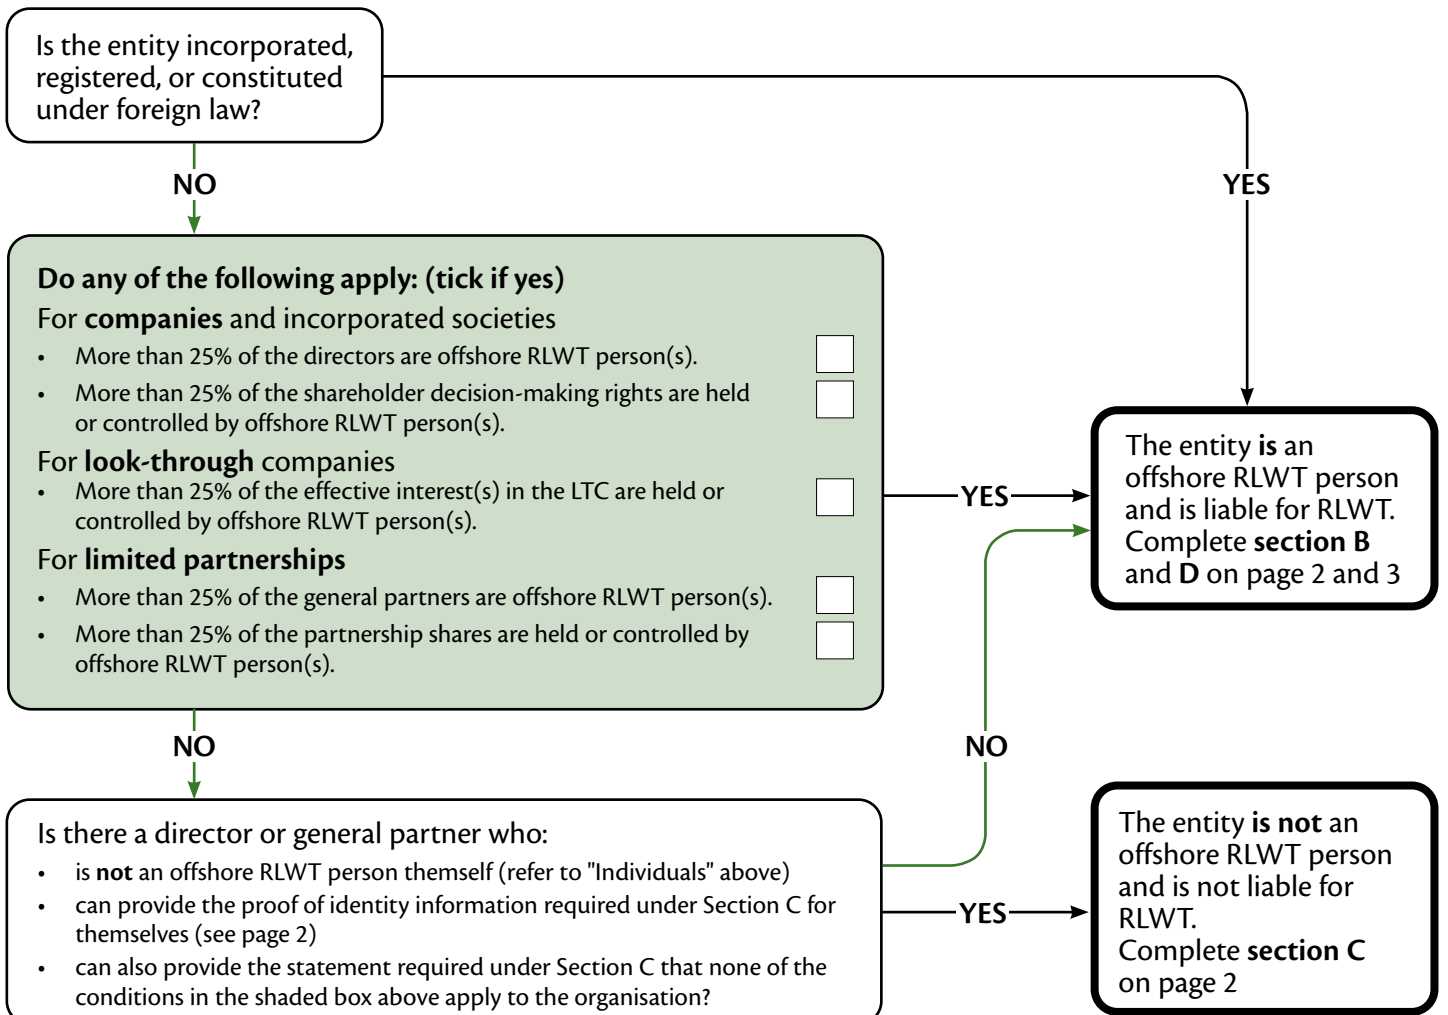 Is the entity incorporated,
registered, or constituted
under foreign law?
NO
YES
Do any of the following apply: (tick if yes)
For companies and incorporated societies
• More than 25% of the directors are offshore RLWT person(s).
• More than 25% of the shareholder decision-making rights are held
or controlled by offshore RLWT person(s).
For look-through companies
• More than 25% of the effective interest(s) in the LTC are held or
controlled by offshore RLWT person(s).
For limited partnerships
• More than 25% of the general partners are offshore RLWT person(s).
• More than 25% of the partnership shares are held or controlled by
offshore RLWT person(s).
YES
The entity is an
offshore RLWT person
and is liable for RLWT.
Complete section B
and D on page 2 and 3
NO
NO
Is there a director or general partner who:
• is not an offshore RLWT person themself (refer to "Individuals" above)
• can provide the proof of identity information required under Section C for
themselves (see page 2)
• can also provide the statement required under Section C that none of the
conditions in the shaded box above apply to the organisation?
YES
The entity is not an
offshore RLWT person
and is not liable for
RLWT.
Complete section C
on page 2